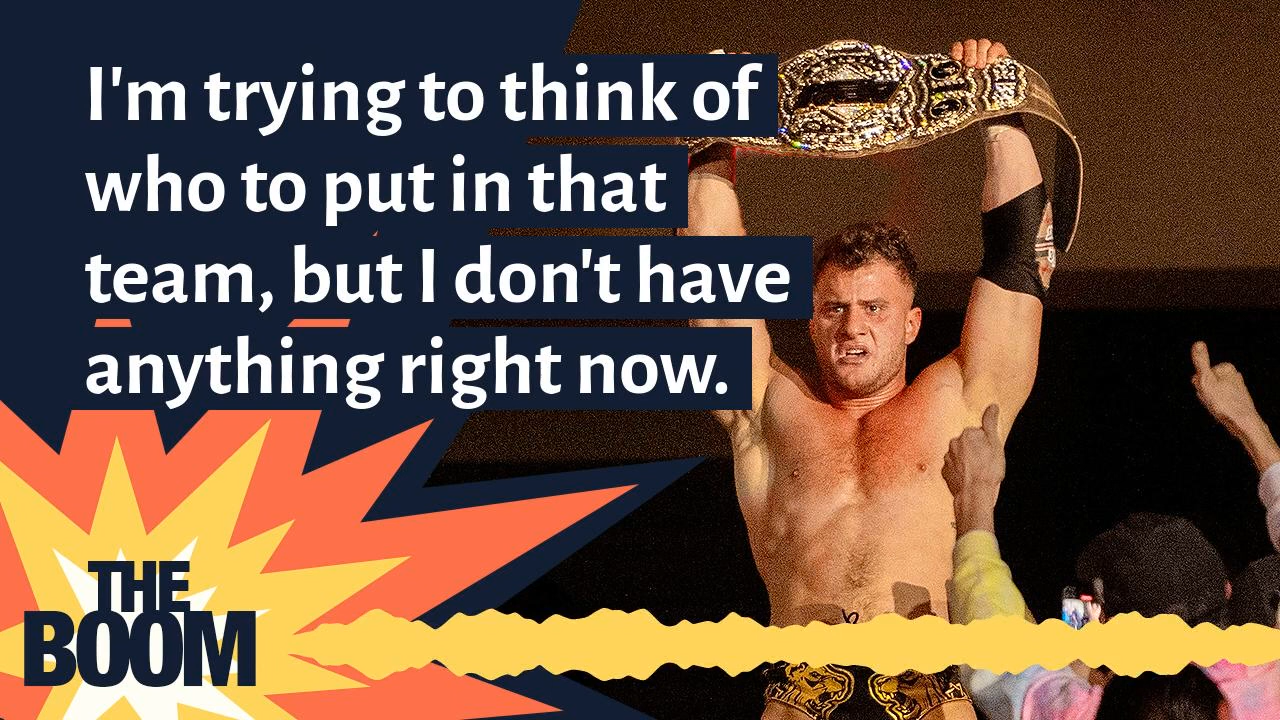 I'm trying to think of
who to put in that
team, but I don't have
anything right now.
THE
BOOM